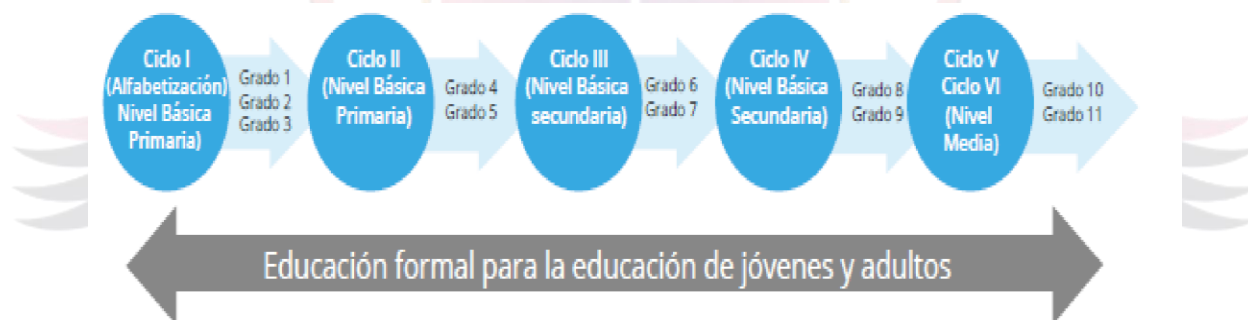 Ciclo I
(Alfabetización)
Nivel Básica
Primaria)
Grado 1
Grado 2
Grado 3
Ciclo II
(Nivel Básica
Primaria)
Grado 4
Grado 5
Ciclo III
(Nivel Básica
secundaria)
Grado 6
Grado 7
Ciclo IV
(Nivel Básica
Secundaria)
Grado 8
Grado 9
Ciclo V
Ciclo VI
(Nivel
Media)
Grado 10
Grado 11
Educación formal para la educación de jóvenes y adultos